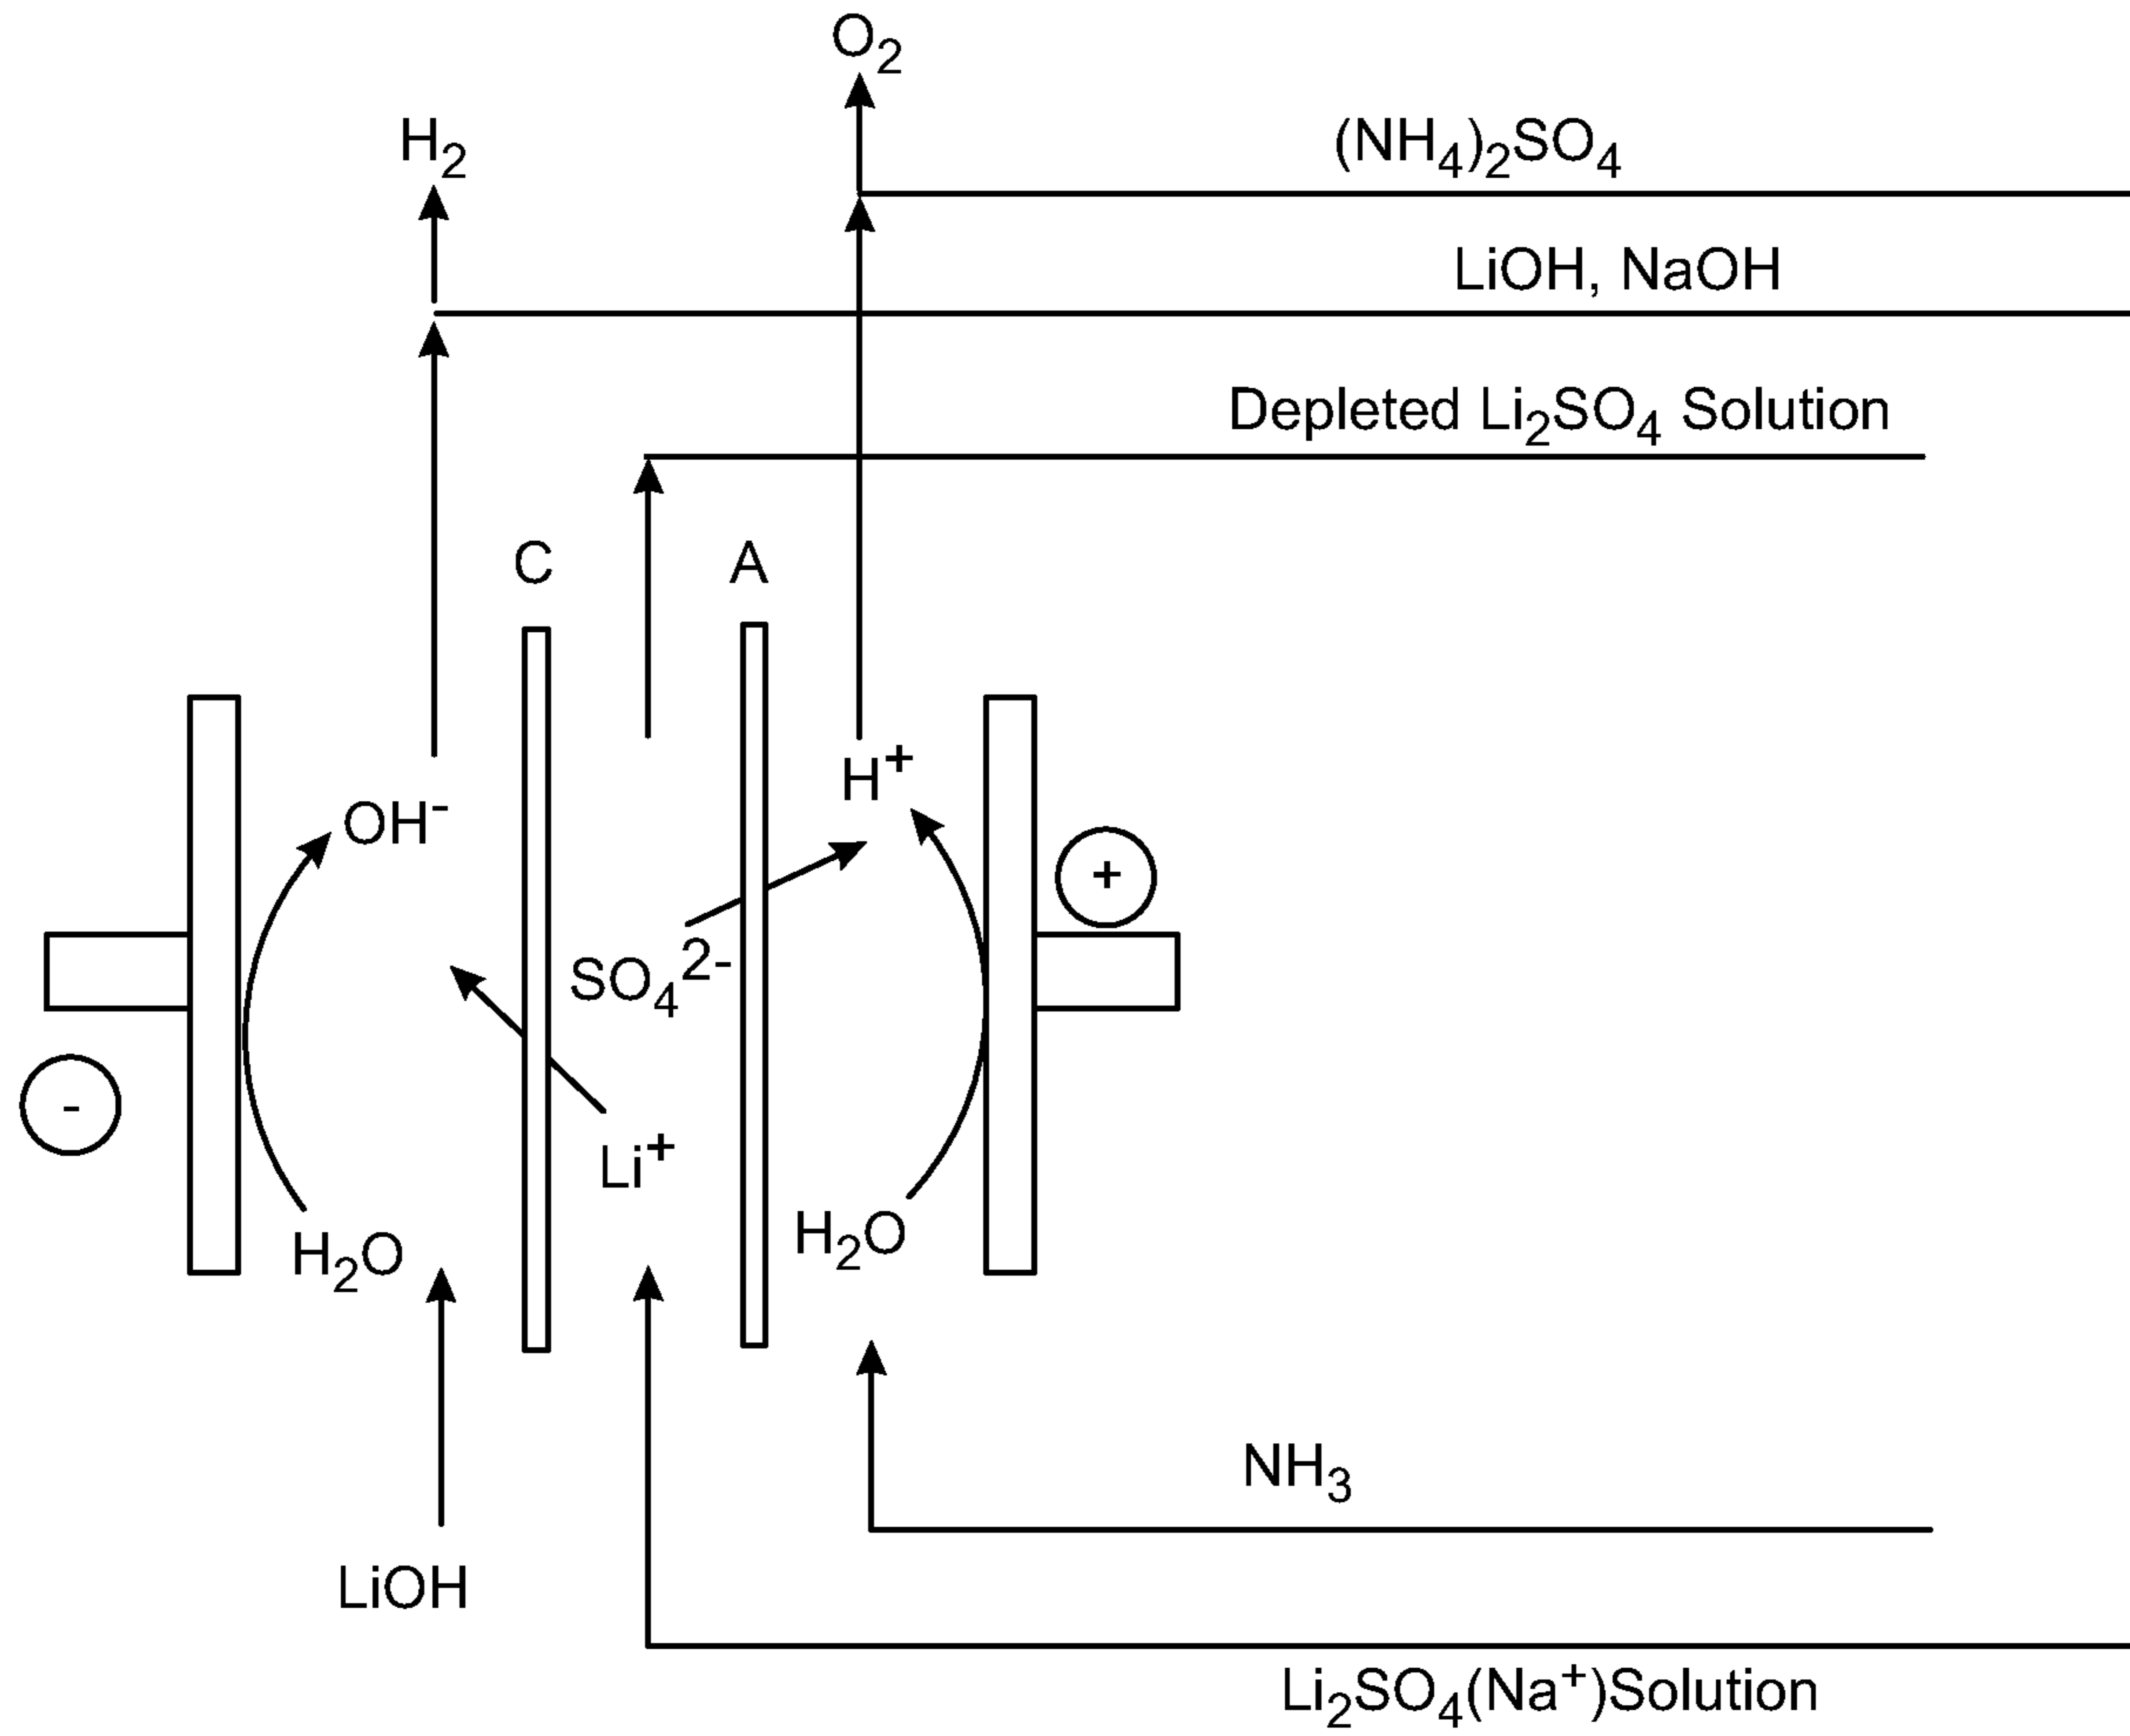 O₂
H₂
(NH₄)₂SO₄
LiOH, NaOH
Depleted Li₂SO₄ Solution
C
A
H⁺
OH⁻
+
SO₄²⁻
-
Li⁺
H₂O
H₂O
NH₃
LiOH
Li₂SO₄(Na⁺)Solution